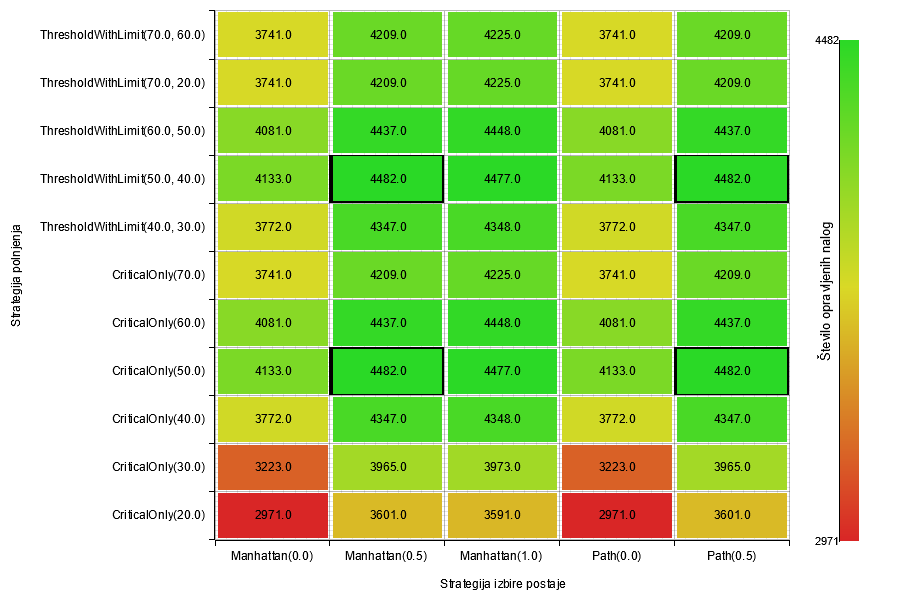 ThresholdWithLimit(70.0, 60.0) 3741.0 4209.0 4225.0 3741.0 4209.0
4482
ThresholdWithLimit(70.0, 20.0) 3741.0 4209.0 4225.0 3741.0 4209.0
ThresholdWithLimit(60.0, 50.0) 4081.0 4437.0 4448.0 4081.0 4437.0
ThresholdWithLimit(50.0, 40.0) 4133.0 4482.0 4477.0 4133.0 4482.0
ThresholdWithLimit(40.0, 30.0) 3772.0 4347.0 4348.0 3772.0 4347.0
CriticalOnly(70.0) 3741.0 4209.0 4225.0 3741.0 4209.0
CriticalOnly(60.0) 4081.0 4437.0 4448.0 4081.0 4437.0
CriticalOnly(50.0) 4133.0 4482.0 4477.0 4133.0 4482.0
CriticalOnly(40.0) 3772.0 4347.0 4348.0 3772.0 4347.0
CriticalOnly(30.0) 3223.0 3965.0 3973.0 3223.0 3965.0
CriticalOnly(20.0) 2971.0 3601.0 3591.0 2971.0 3601.0
2971
Manhattan(0.0) Manhattan(0.5) Manhattan(1.0) Path(0.0) Path(0.5)
Strategija izbire postaje
Strategija polnjenja
Število opravljenih nalog